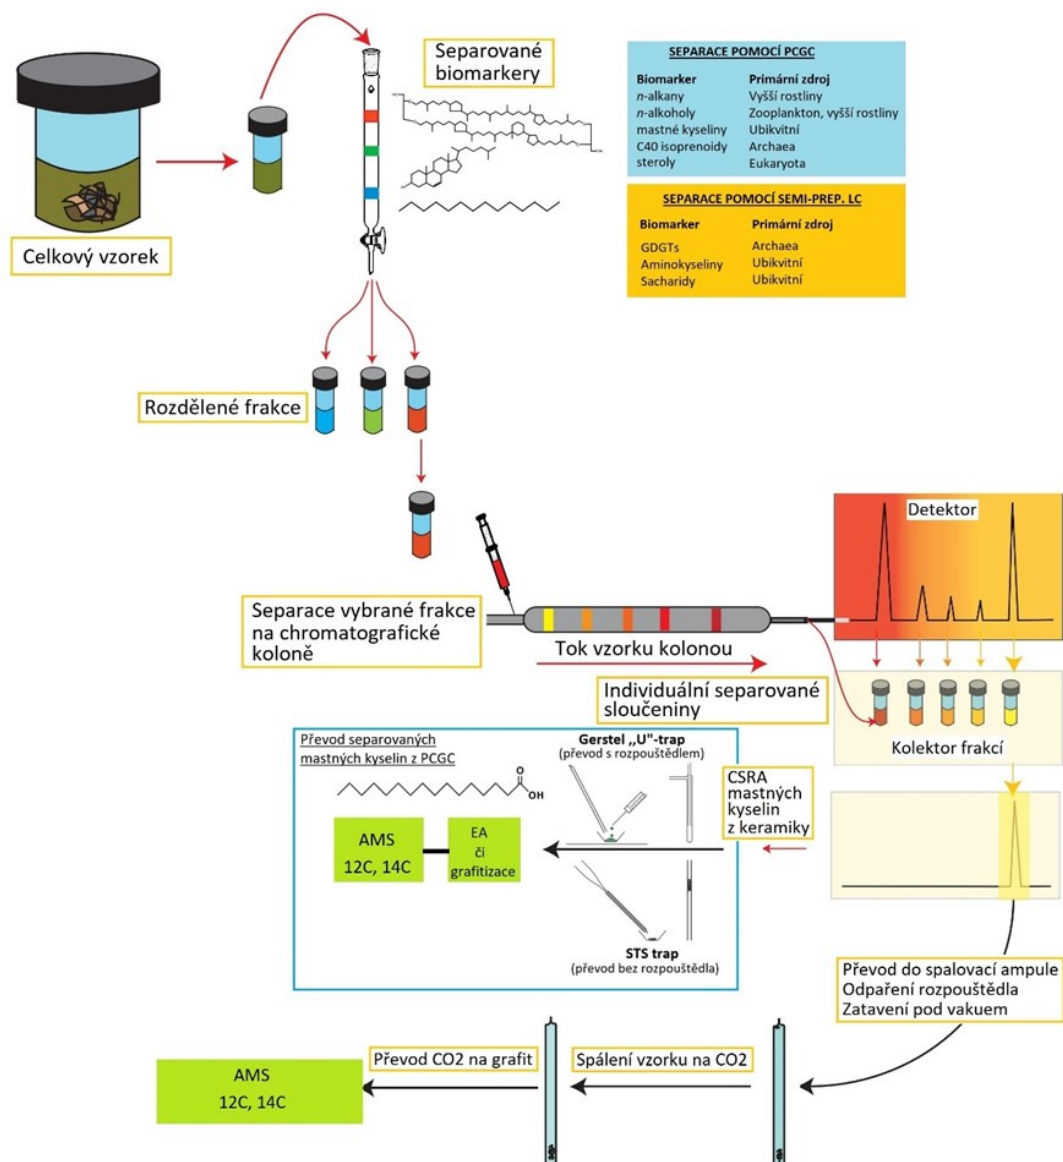 Separované
biomarkery
SEPARACE POMOCÍ PCGC
Biomarker Primární zdroj
n-alkany Vyšší rostliny
n-alkoholy Zooplankton, vyšší rostliny
mastné kyseliny Ubikvitní
C40 isoprenoidy Archaea
steroly Eukaryota
SEPARACE POMOCÍ SEMI-PREP. LC
Biomarker Primární zdroj
GDGTs Archaea
Aminokyseliny Ubikvitní
Sacharidy Ubikvitní
Celkový vzorek
Rozdělené frakce
Detektor
Separace vybrané frakce
na chromatografické
koloně
Tok vzorku kolonou
Individuální separované
sloučeniny
Kolektor frakcí
Převod separovaných
mastných kyselin z PCGC
O
OH
Gerstel ,,U"-trap
(převod s rozpouštědlem)
CSRA
mastných
kyselin
z keramiky
AMS
12C, 14C
EA
či
grafitizace
STS trap
(převod bez rozpouštědla)
Převod do spalovací ampule
Odpaření rozpouštědla
Zatavení pod vakuem
Převod CO2 na grafit
Spálení vzorku na CO2
AMS
12C, 14C